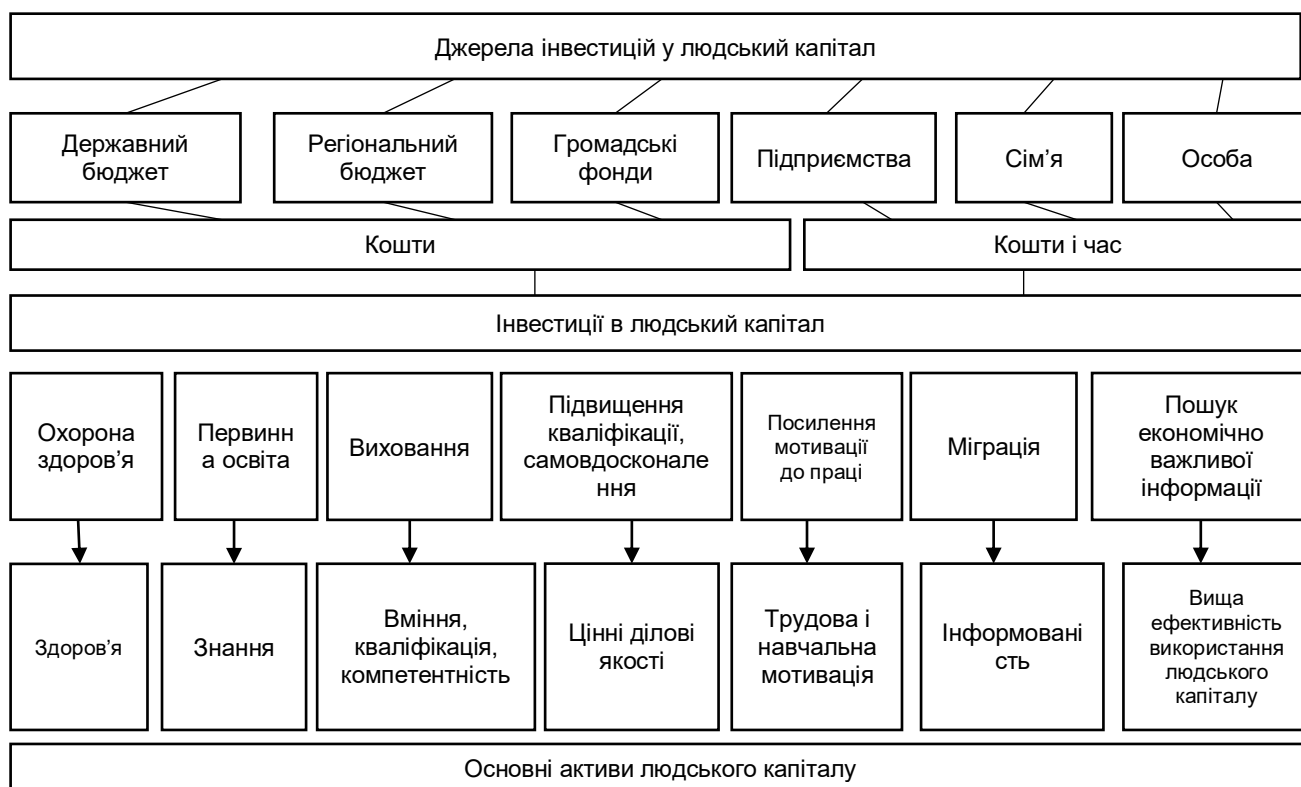 Джерела інвестицій у людський капітал
Державний
бюджет
Регіональний
бюджет
Громадські
фонди
Підприємства
Сім’я
Особа
Кошти
Кошти і час
Інвестиції в людський капітал
Охорона
здоров’я
Первинн
а освіта
Виховання
Підвищення
кваліфікації,
самовдосконале
ння
Посилення
мотивації
до праці
Міграція
Пошук
економічно
важливої
інформації
Здоров’я
Знання
Вміння,
кваліфікація,
компетентність
Цінні ділові
якості
Трудова і
навчальна
мотивація
Інформовані
сть
Вища
ефективність
використання
людського
капіталу
Основні активи людського капіталу